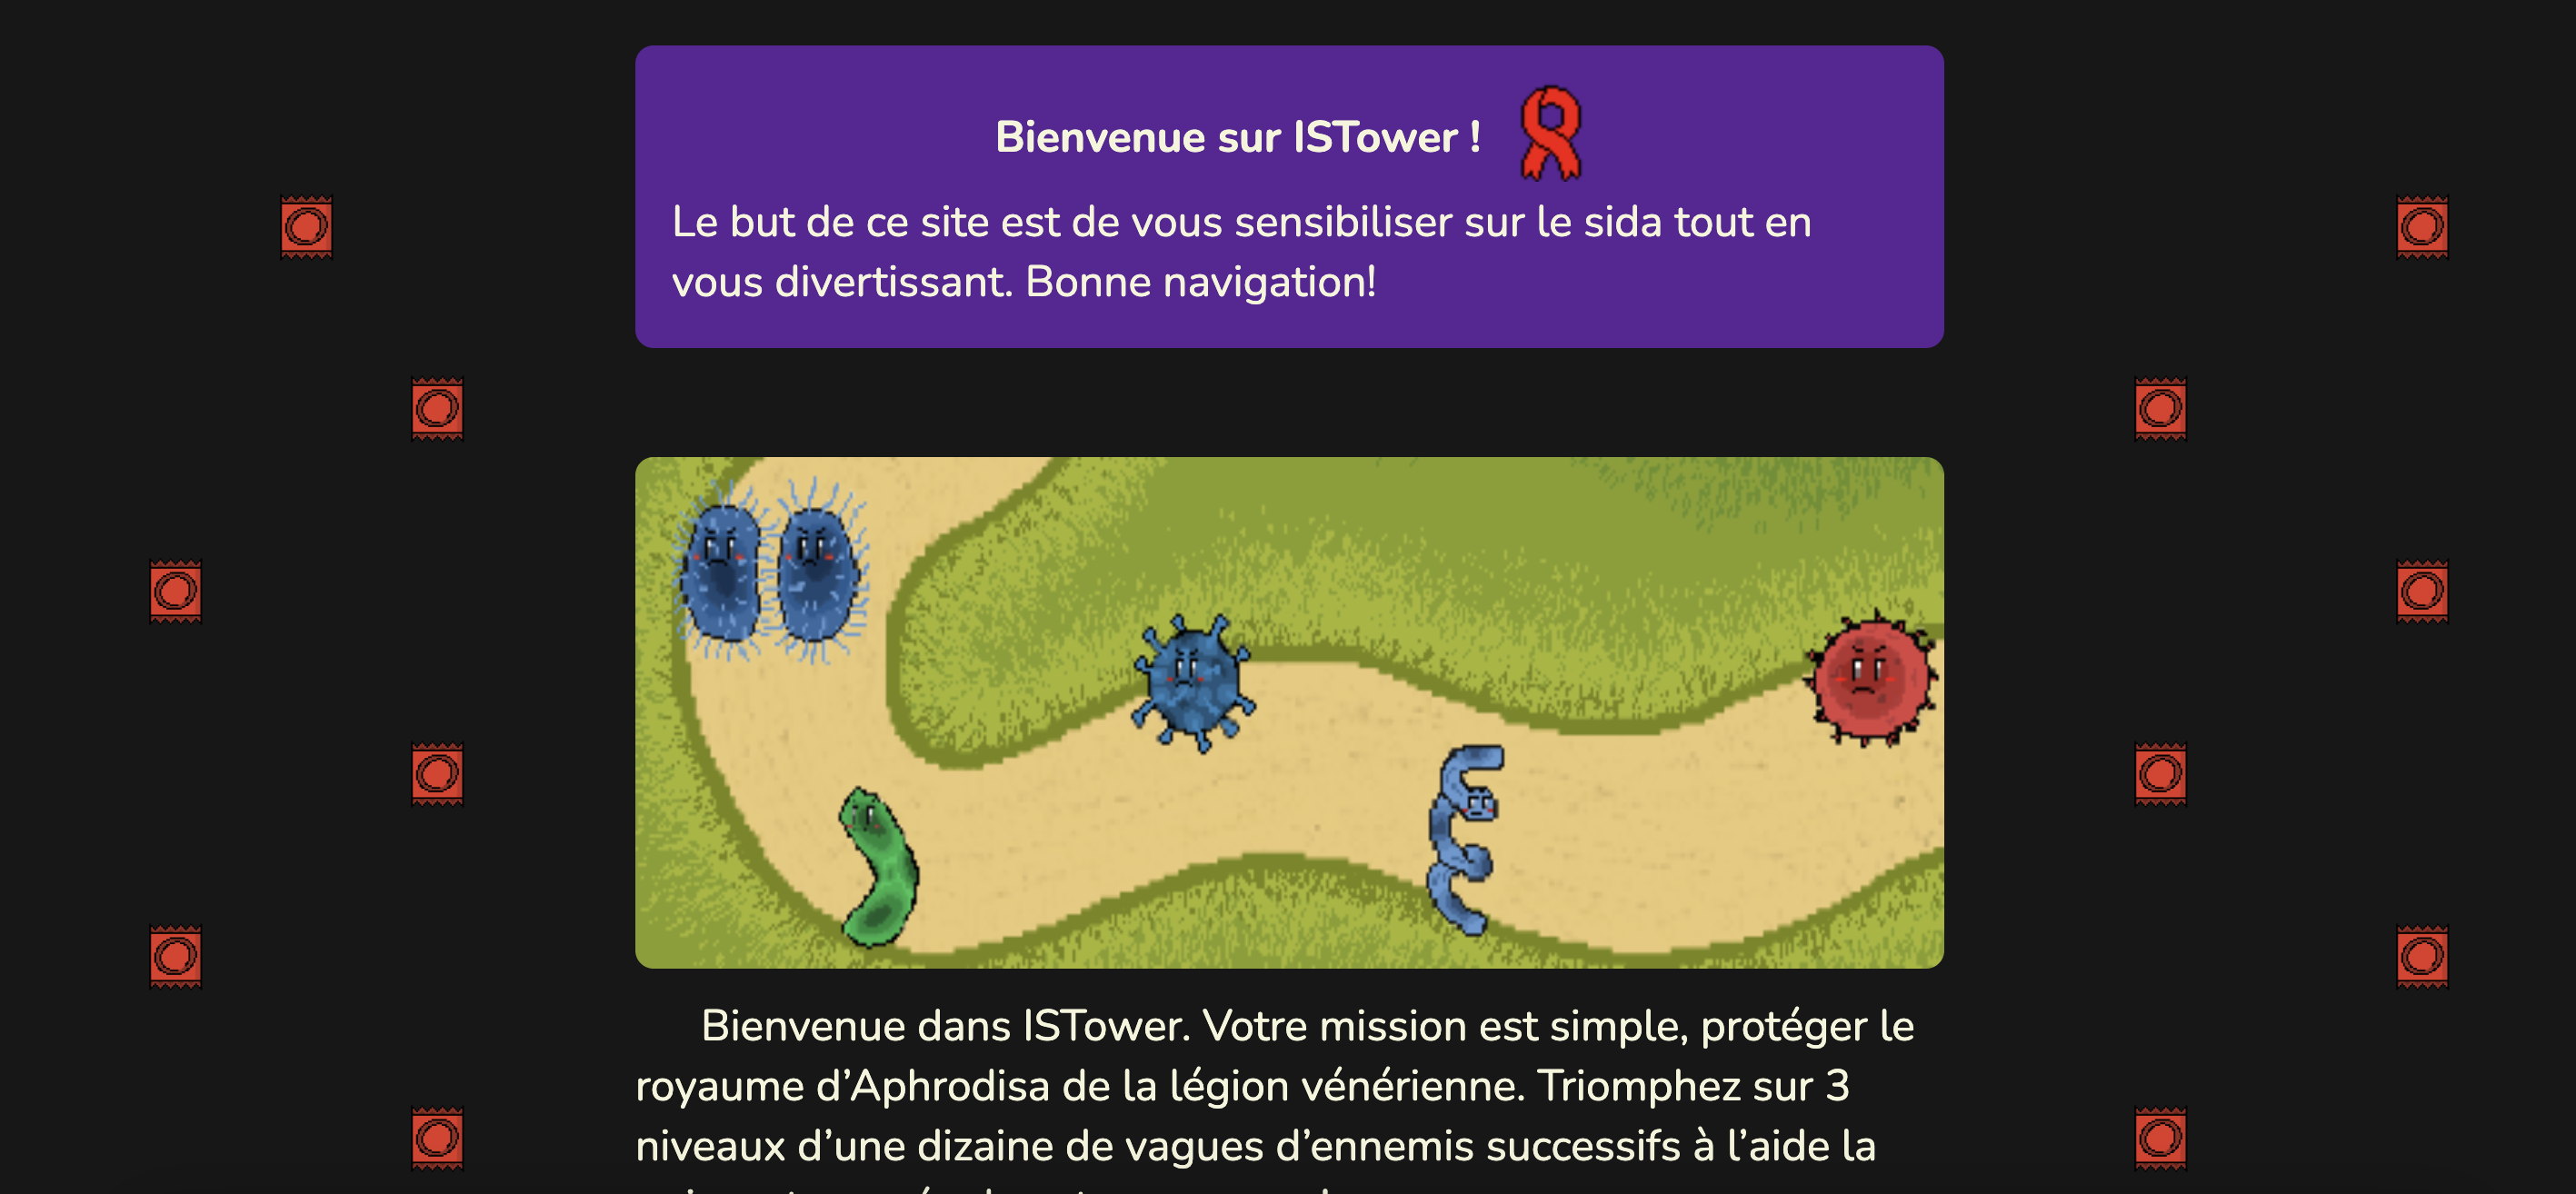 Bienvenue sur ISTower !
Le but de ce site est de vous sensibiliser sur le sida tout en
vous divertissant. Bonne navigation!
Bienvenue dans ISTower. Votre mission est simple, protéger le
royaume d’Aphrodisa de la légion vénérienne. Triomphez sur 3
niveaux d’une dizaine de vagues d’ennemis successifs à l’aide la